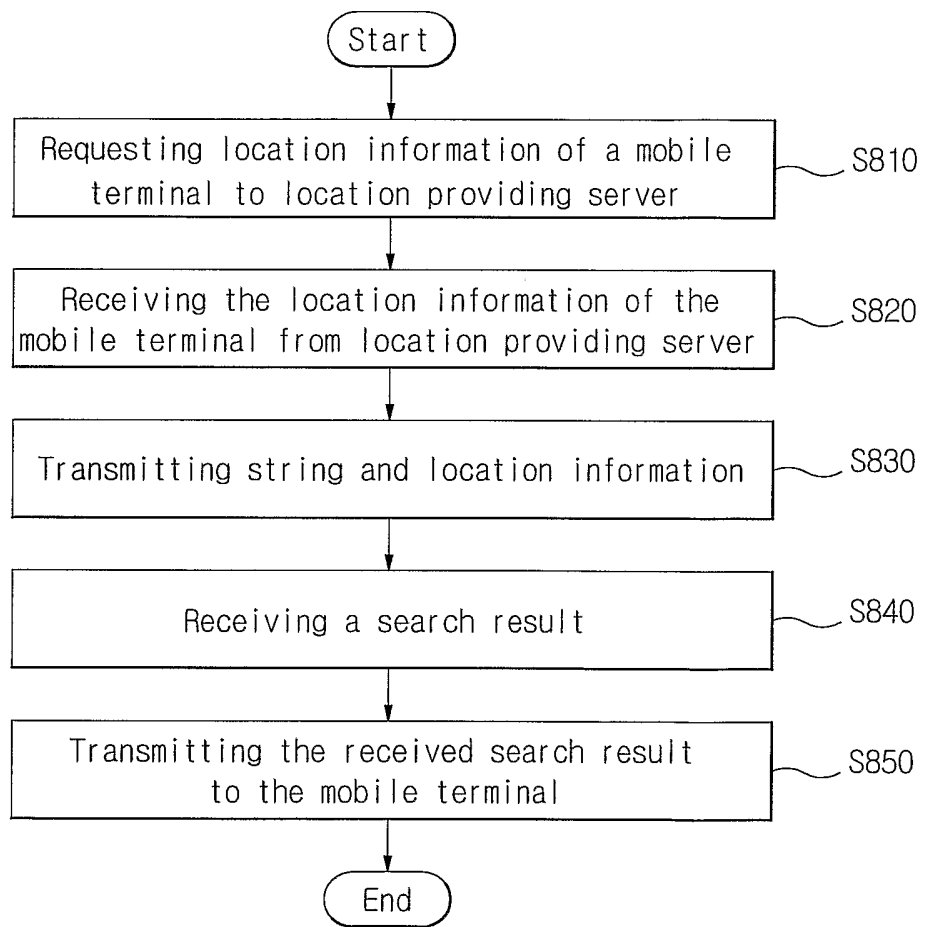 Start
Requesting location information of a mobile
terminal to location providing server
S810
Receiving the location information of the
mobile terminal from location providing server
S820
Transmitting string and location information
S830
Receiving a search result
S840
Transmitting the received search result
to the mobile terminal
S850
End